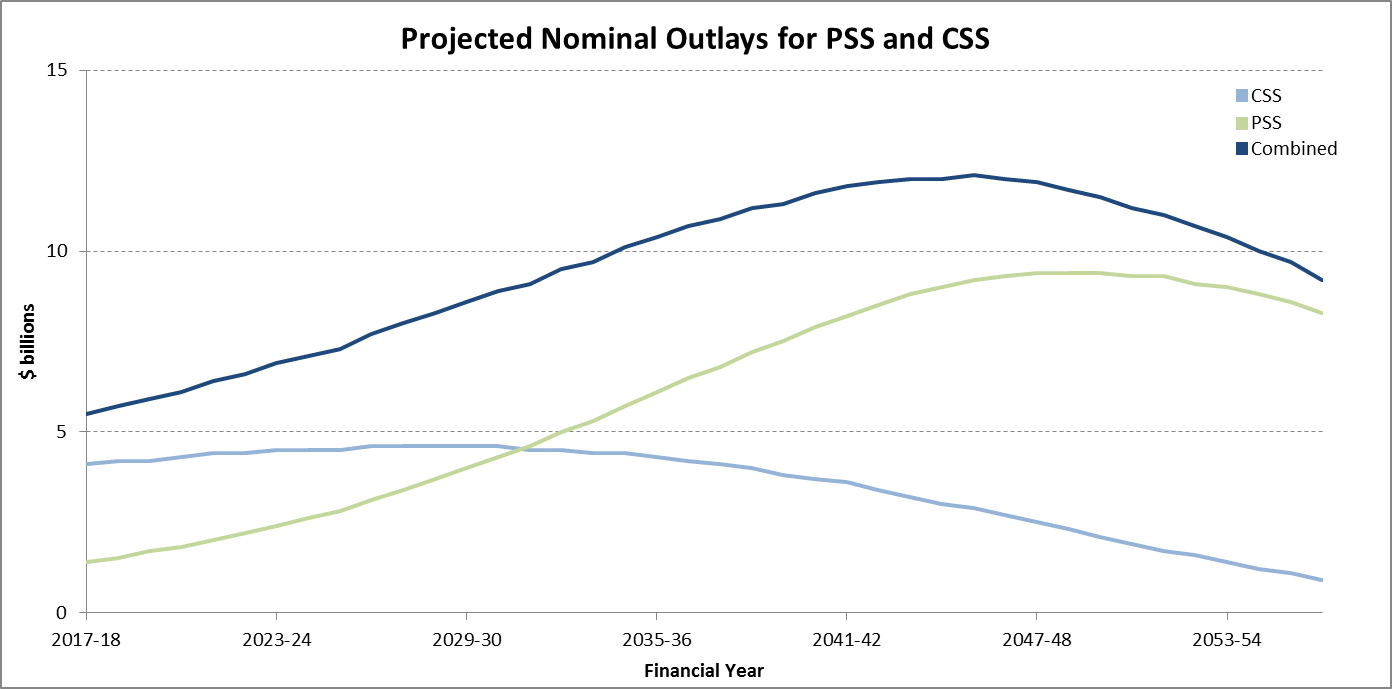 Projected Nominal Outlays for PSS and CSS
15
CSS
PSS
Combined
10
$ billions
5
0
2017-18 2023-24 2029-30 2035-36 2041-42 2047-48 2053-54
Financial Year